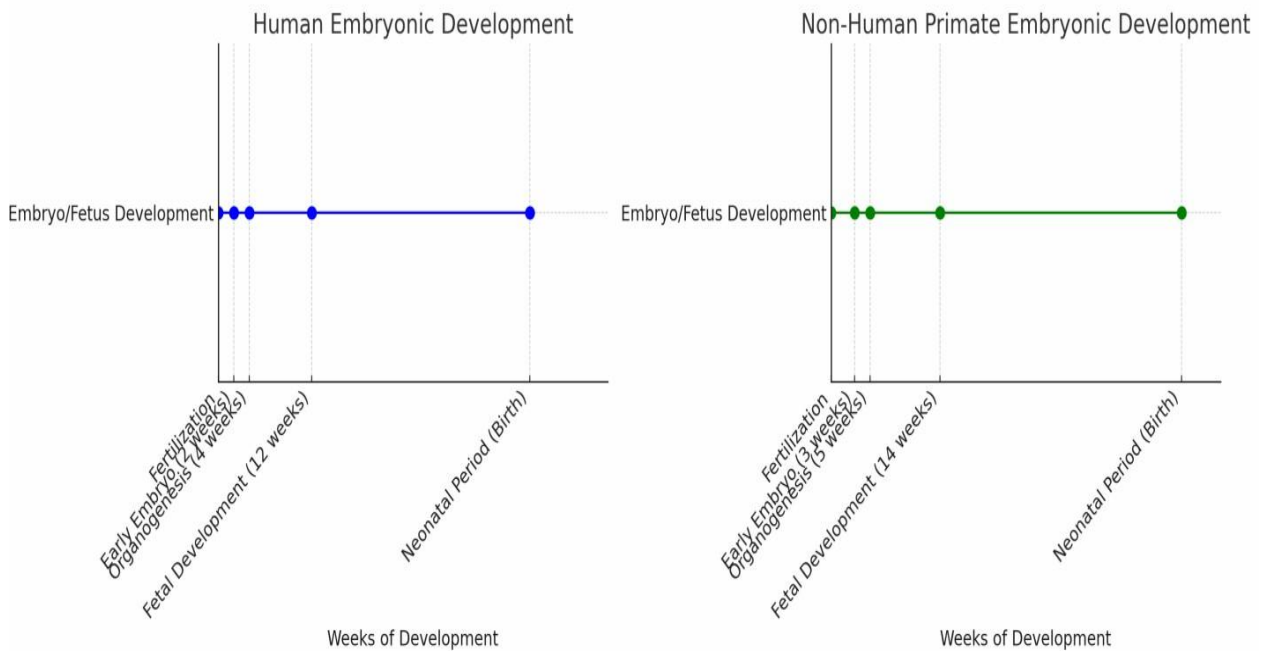 Human Embryonic Development
Embryo/Fetus Development
Fertilization
Early Embryo (2 weeks)
Organogenesis (4 weeks)
Fetal Development (12 weeks)
Neonatal Period (Birth)
Weeks of Development
Non-Human Primate Embryonic Development
Embryo/Fetus Development
Fertilization
Early Embryo (3 weeks)
Organogenesis (5 weeks)
Fetal Development (14 weeks)
Neonatal Period (Birth)
Weeks of Development